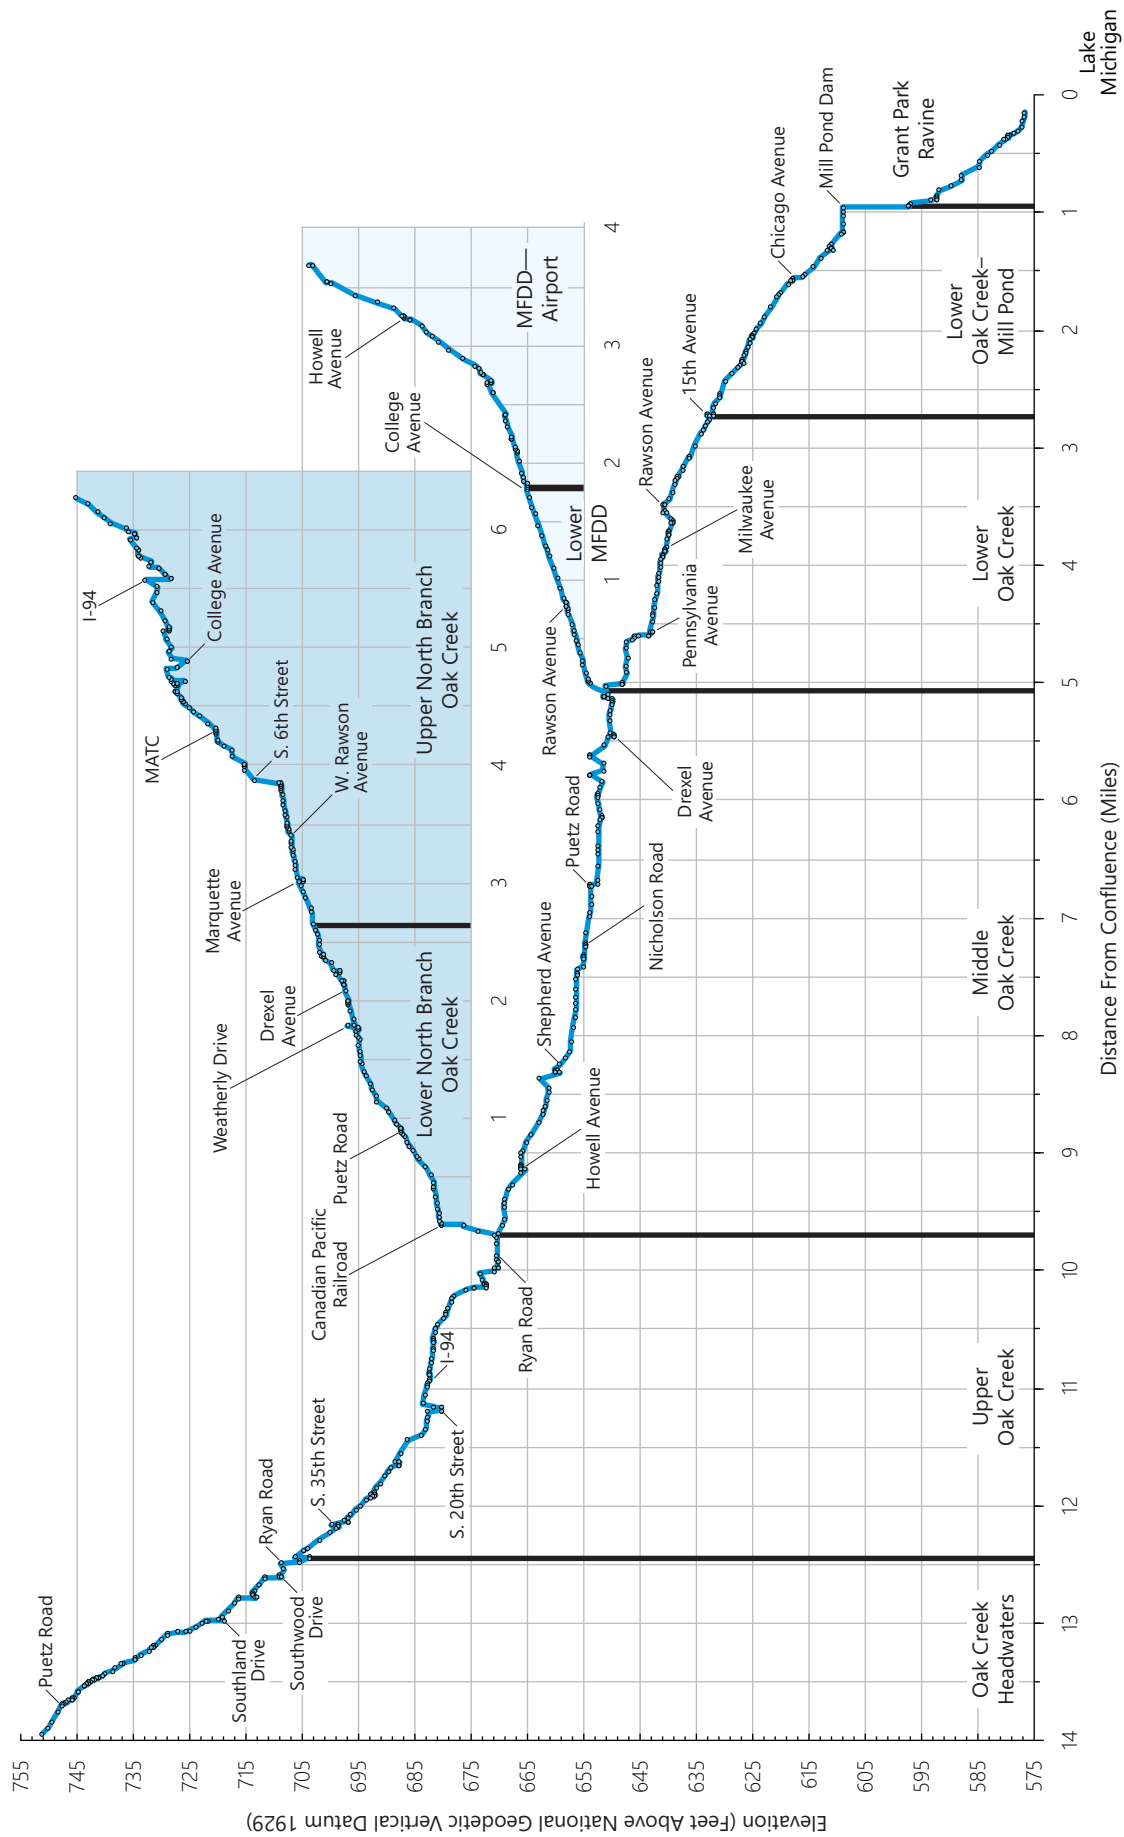 Elevation (Feet Above National Geodetic Vertical Datum 1929)
755
745
735
725
715
705
695
685
675
665
655
645
635
625
615
605
595
585
575
Puetz Road
Southland
Drive
Southwood
Drive
Ryan Road
S. 35th Street
S. 20th Street
I-94
Ryan Road
Canadian Pacific
Railroad
Puetz Road
Weatherly Drive
Drexel
Avenue
Marquette
Avenue
W. Rawson
Avenue
S. 6th Street
MATC
College Avenue
I-94
Lower North Branch
Oak Creek
Upper North Branch
Oak Creek
1
2
3
4
5
6
Howell Avenue
Shepherd Avenue
Nicholson Road
Puetz Road
Drexel
Avenue
Rawson Avenue
College
Avenue
Howell
Avenue
Lower
MFDD
MFDD—
Airport
1
2
3
4
Pennsylvania
Avenue
Milwaukee
Avenue
Rawson Avenue
15th Avenue
Chicago Avenue
Mill Pond Dam
Grant Park
Ravine
Oak Creek
Headwaters
Upper
Oak Creek
Middle
Oak Creek
Lower
Oak Creek
Lower
Oak Creek–
Mill Pond
14
13
12
11
10
9
8
7
6
5
4
3
2
1
0
Lake
Michigan
Distance From Confluence (Miles)